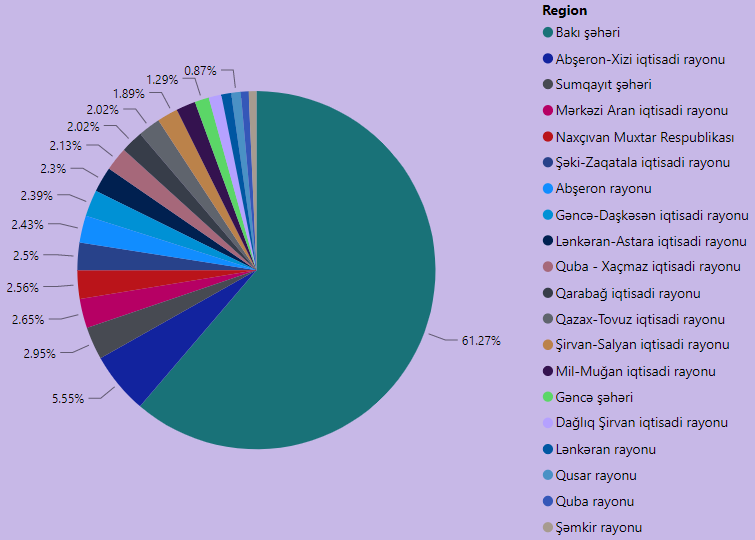 0.87%
1.29%
1.89%
2.02%
2.02%
2.13%
2.3%
2.39%
2.43%
2.5%
2.56%
2.65%
2.95%
5.55%
61.27%
Region
Bakı şəhəri
Abşeron-Xizi iqtisadi rayonu
Sumqayıt şəhəri
Mərkəzi Aran iqtisadi rayonu
Naxçıvan Muxtar Respublikası
Şəki-Zaqatala iqtisadi rayonu
Abşeron rayonu
Gəncə-Daşkəsən iqtisadi rayonu
Lənkəran-Astara iqtisadi rayonu
Quba - Xaçmaz iqtisadi rayonu
Qarabağ iqtisadi rayonu
Qazax-Tovuz iqtisadi rayonu
Şirvan-Salyan iqtisadi rayonu
Mil-Muğan iqtisadi rayonu
Gəncə şəhəri
Dağlıq Şirvan iqtisadi rayonu
Lənkəran rayonu
Qusar rayonu
Quba rayonu
Şəmkir rayonu